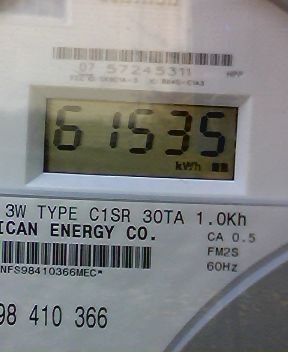 07 57245311 HPP
61535
kWh
3W TYPE C1SR 30TA 1.0Kh
ICAN ENERGY CO.
CA 0.5
FM2S
NFS98410366MEC*
60Hz
98 410 366